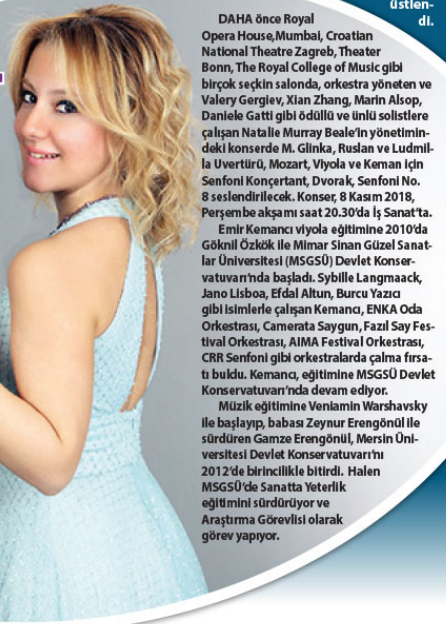 üstlen-
di.
DAHA önce Royal
Opera House,Mumbai, Croatian
National Theatre Zagreb, Theater
Bonn, The Royal College of Music gibi
birçok seçkin salonda, orkestra yöneten ve
Valery Gergiev, Xian Zhang, Marin Alsop,
Daniele Gatti gibi ödüllü ve ünlü solistlere
çalışan Natalie Murray Beale'in yönetimin-
deki konserde M. Glinka, Ruslan ve Ludmil-
la Uvertürü, Mozart, Viyola ve Keman İçin
Senfoni Konçertant, Dvorak, Senfoni No.
8 seslendirilecek. Konser, 8 Kasım 2018,
Perşembe akşamı saat 20.30'da İş Sanat'ta.
Emir Kemancı viyola eğitimine 2010'da
Göknil Özkök ile Mimar Sinan Güzel Sanat-
lar Üniversitesi (MSGSÜ) Devlet Konser-
vatuvarı'nda başladı. Sybille Langmaack,
Jano Lisboa, Efdal Altun, Burcu Yazıcı
gibi isimlerle çalışan Kemancı, ENKA Oda
Orkestrası, Camerata Saygun, Fazıl Say Fes-
tival Orkestrası, AIMA Festival Orkestrası,
CRR Senfoni gibi orkestralarda çalma fırsa-
tı buldu. Kemancı, eğitimine MSGSÜ Devlet
Konservatuvarı'nda devam ediyor.
Müzik eğitimine Veniamin Warshavsky
ile başlayıp, babası Zeynur Erengönül ile
sürdüren Gamze Erengönül, Mersin Üni-
versitesi Devlet Konservatuvarı'nı
2012'de birincilikle bitirdi. Halen
MSGSÜ'de Sanatta Yeterlik
eğitimini sürdürüyor ve
Araştırma Görevlisi olarak
görev yapıyor.